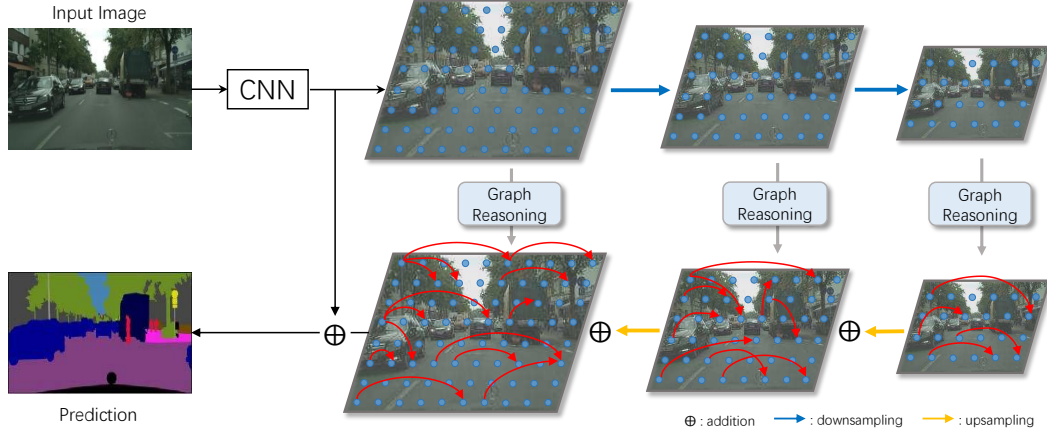 Input Image
CNN
Graph
Reasoning
Graph
Reasoning
Graph
Reasoning
Prediction
⊕ : addition
: downsampling
: upsampling